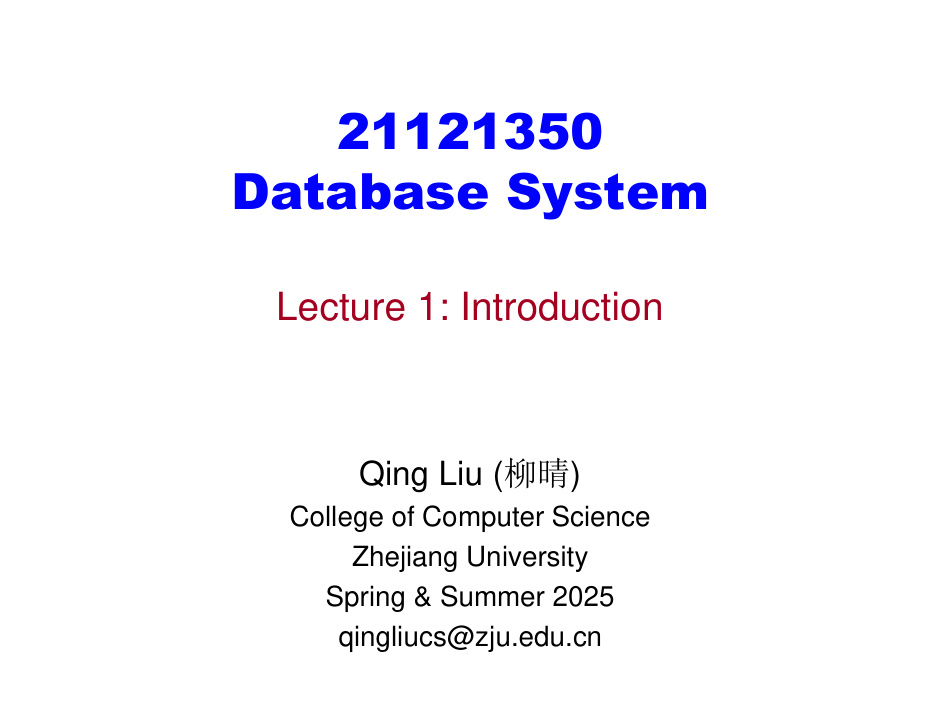 21121350
Database System
Lecture 1: Introduction
Qing Liu (柳晴)
College of Computer Science
Zhejiang University
Spring & Summer 2025
qingliucs@zju.edu.cn